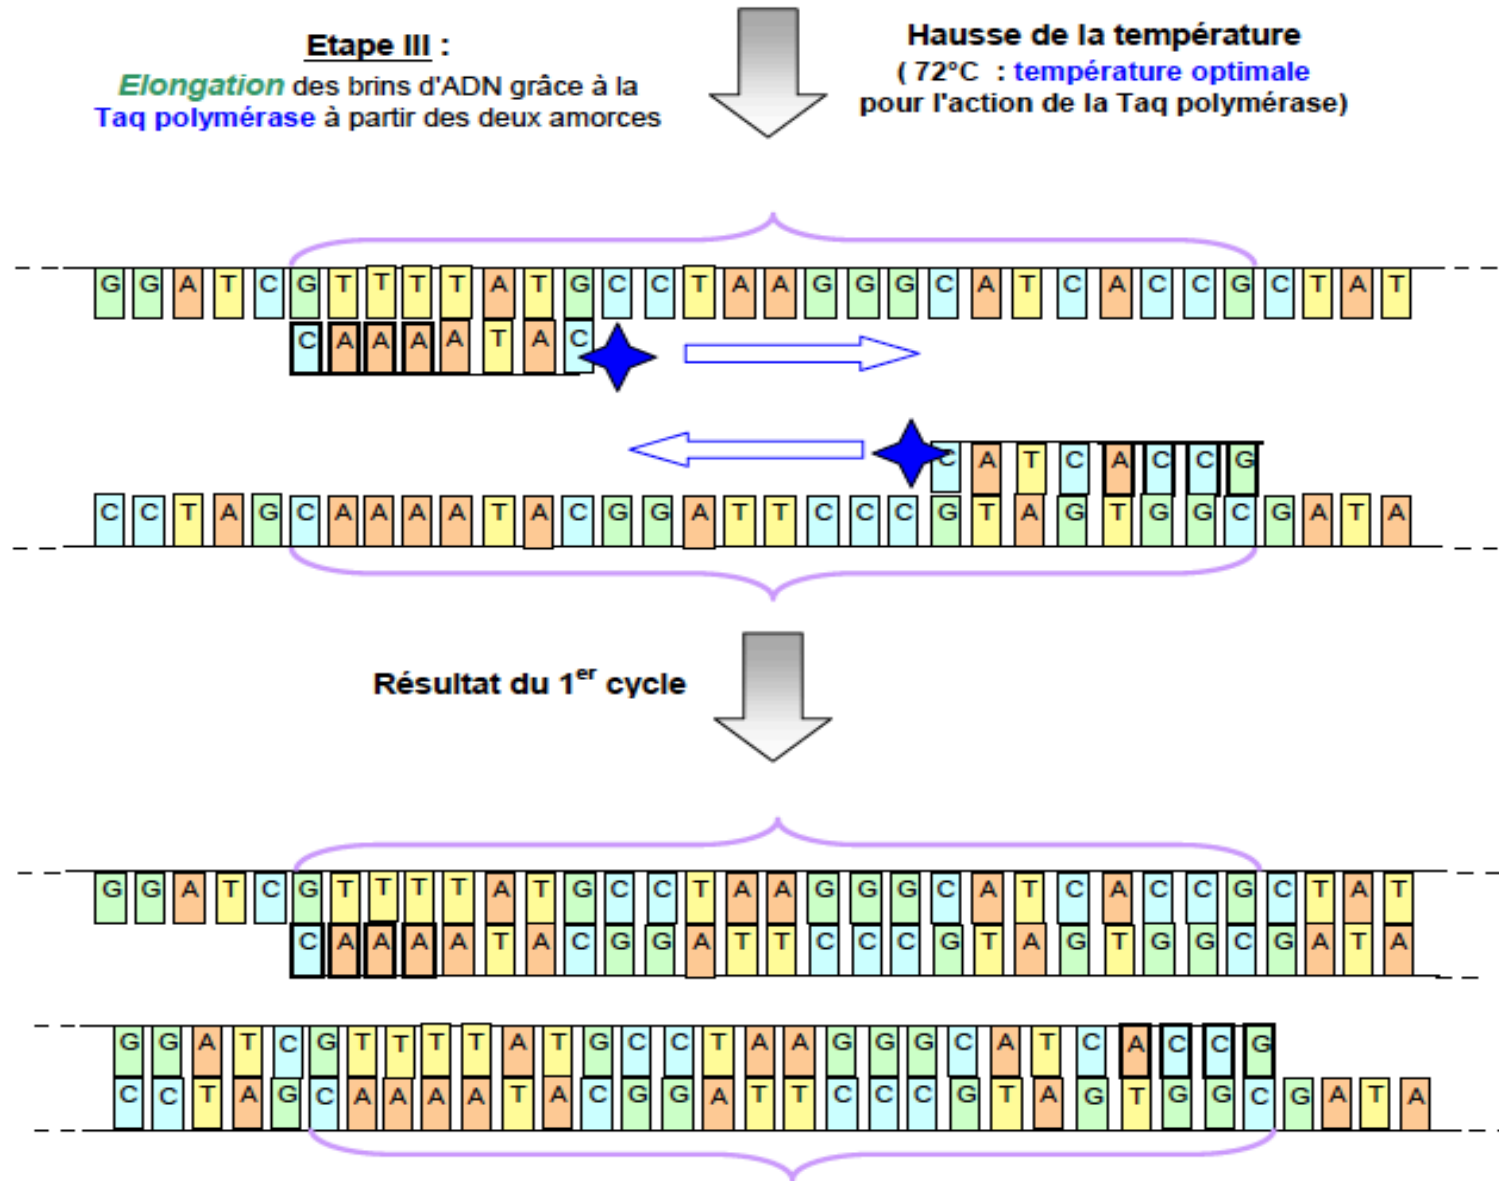 Etape III :
Elongation des brins d'ADN grâce à la
Taq polymérase à partir des deux amorces
Hausse de la température
( 72°C : température optimale
pour l'action de la Taq polymérase)
G G A T C G T T T T A T G C C T A A G G G C A T C A C C G C T A T
C A A A A T A C
C A T C A C C G
C C T A G C A A A A T A C G G A T T C C C G T A G T G G C G A T A
Résultat du 1er cycle
G G A T C G T T T T A T G C C T A A G G G C A T C A C C G C T A T
C A A A A T A C G G A T T C C C G T A G T G G C G A T A
G G A T C G T T T T A T G C C T A A G G G C A T C A C C G
C C T A G C A A A A T A C G G A T T C C C G T A G T G G C G A T A